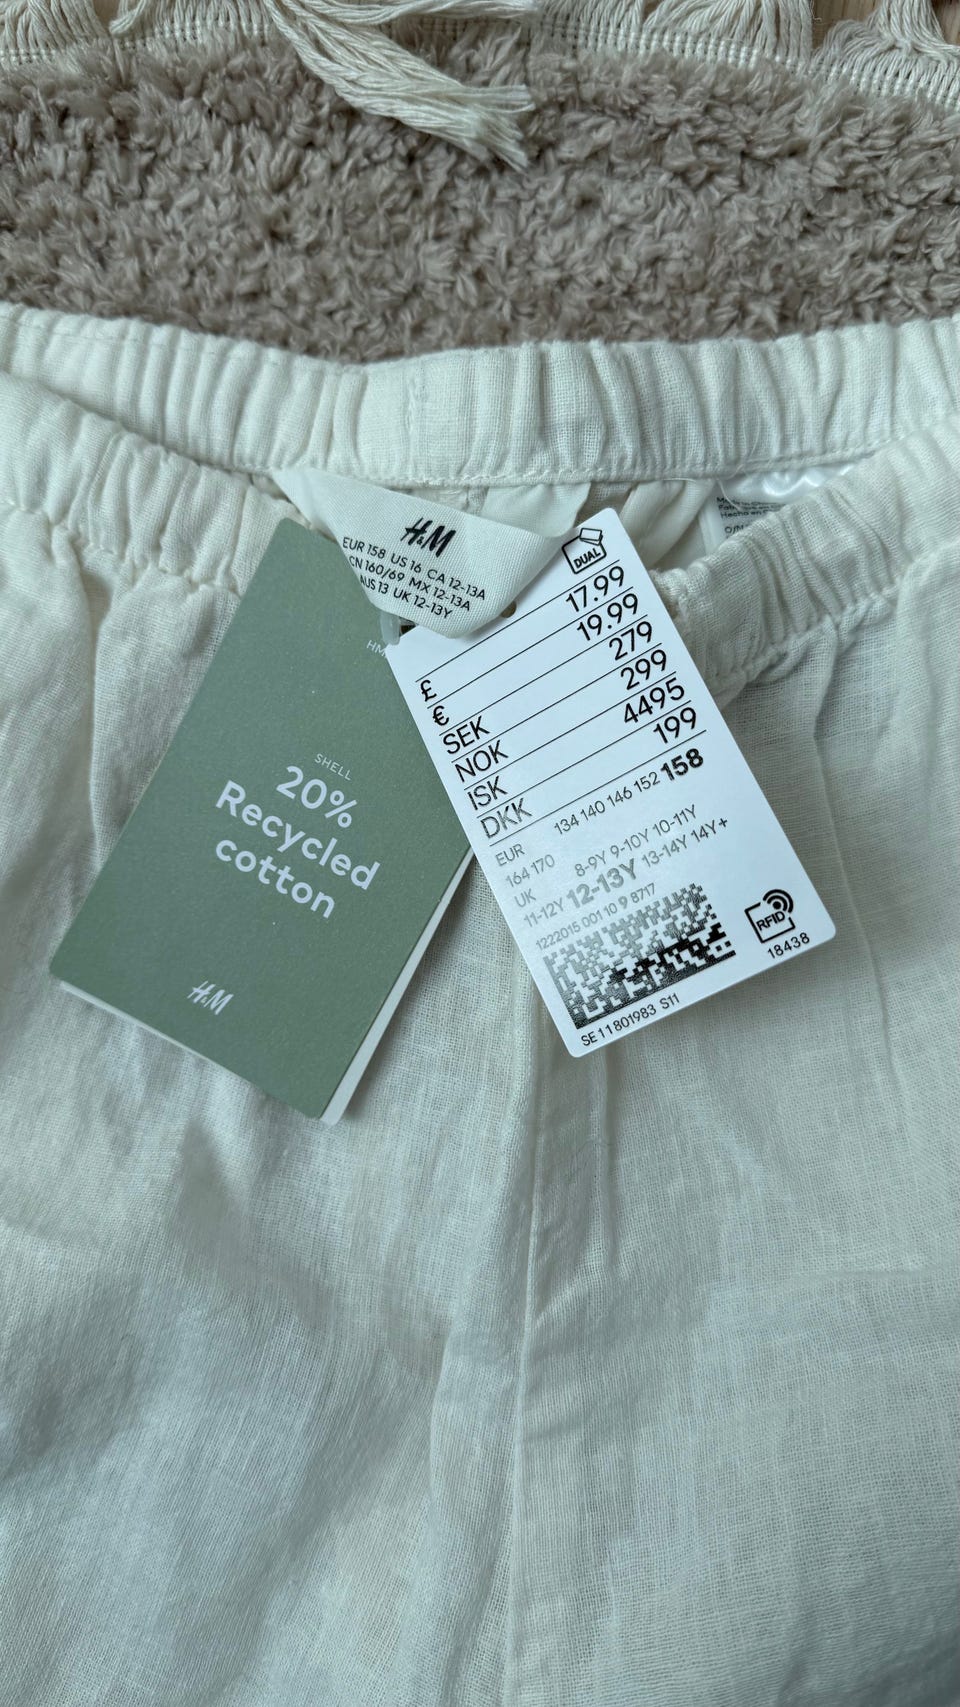 H&M
EUR 158 US 16 CA 12-13A
CN 160/69 MX 12-13A
AUS 13 UK 12-13Y
HM
SHELL
20%
Recycled
cotton
H&M
DUAL
£ 17.99
€ 19.99
SEK 279
NOK 299
ISK 4495
DKK 199
EUR 134 140 146 152 158
164 170
UK 8-9Y 9-10Y 10-11Y
11-12Y 12-13Y 13-14Y 14Y+
1222015 001 10 9 8717
RFID
18438
SE11801983 S11
Hecho en